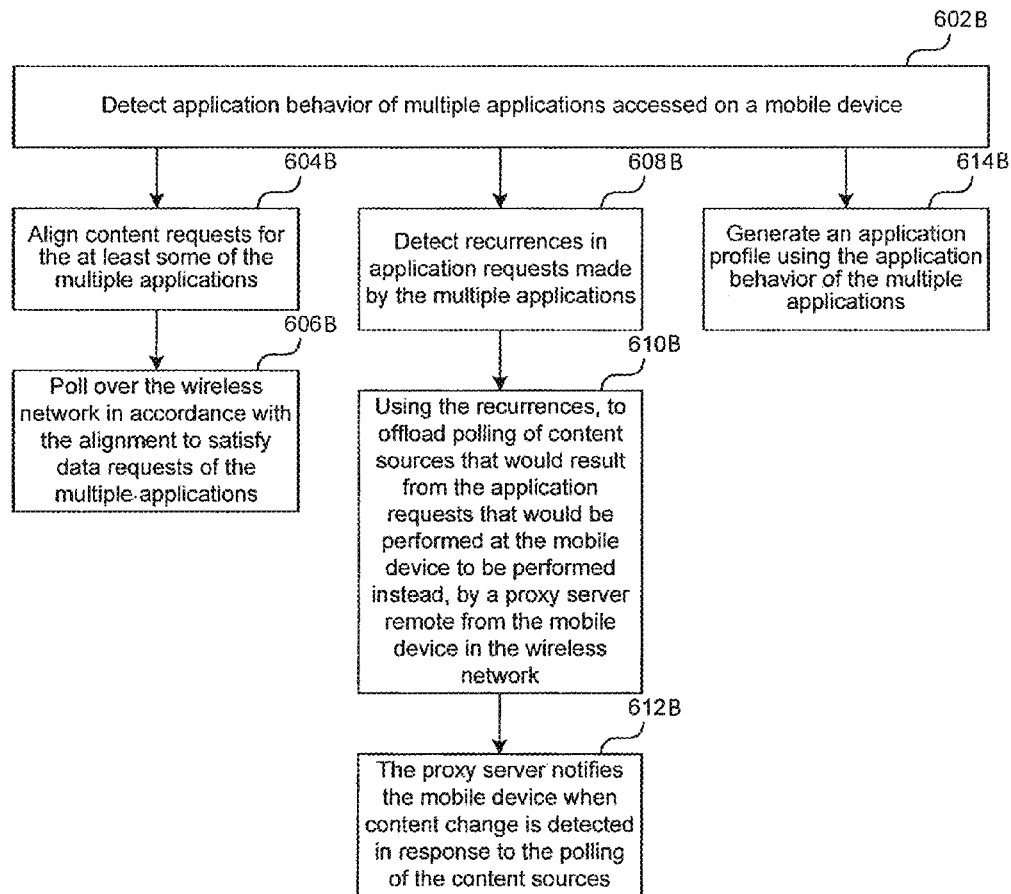 602B
Detect application behavior of multiple applications accessed on a mobile device
604B
Align content requests for
the at least some of the
multiple applications
606B
Poll over the wireless
network in accordance with
the alignment to satisfy
data requests of the
multiple applications
608B
Detect recurrences in
application requests made
by the multiple applications
610B
Using the recurrences, to
offload polling of content
sources that would result
from the application
requests that would be
performed at the mobile
device to be performed
instead, by a proxy server
remote from the mobile
device in the wireless
network
612B
The proxy server notifies
the mobile device when
content change is detected
in response to the polling
of the content sources
614B
Generate an application
profile using the application
behavior of the multiple
applications